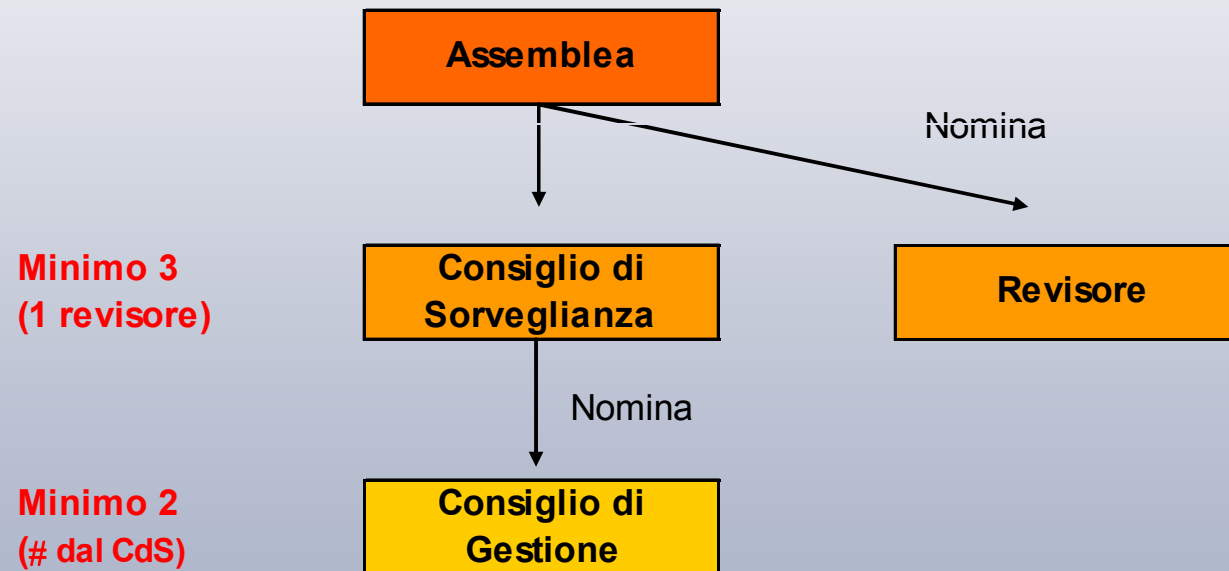 Assemblea
Nomina
Minimo 3
(1 revisore)
Consiglio di
Sorveglianza
Revisore
Nomina
Minimo 2
(# dal CdS)
Consiglio di
Gestione